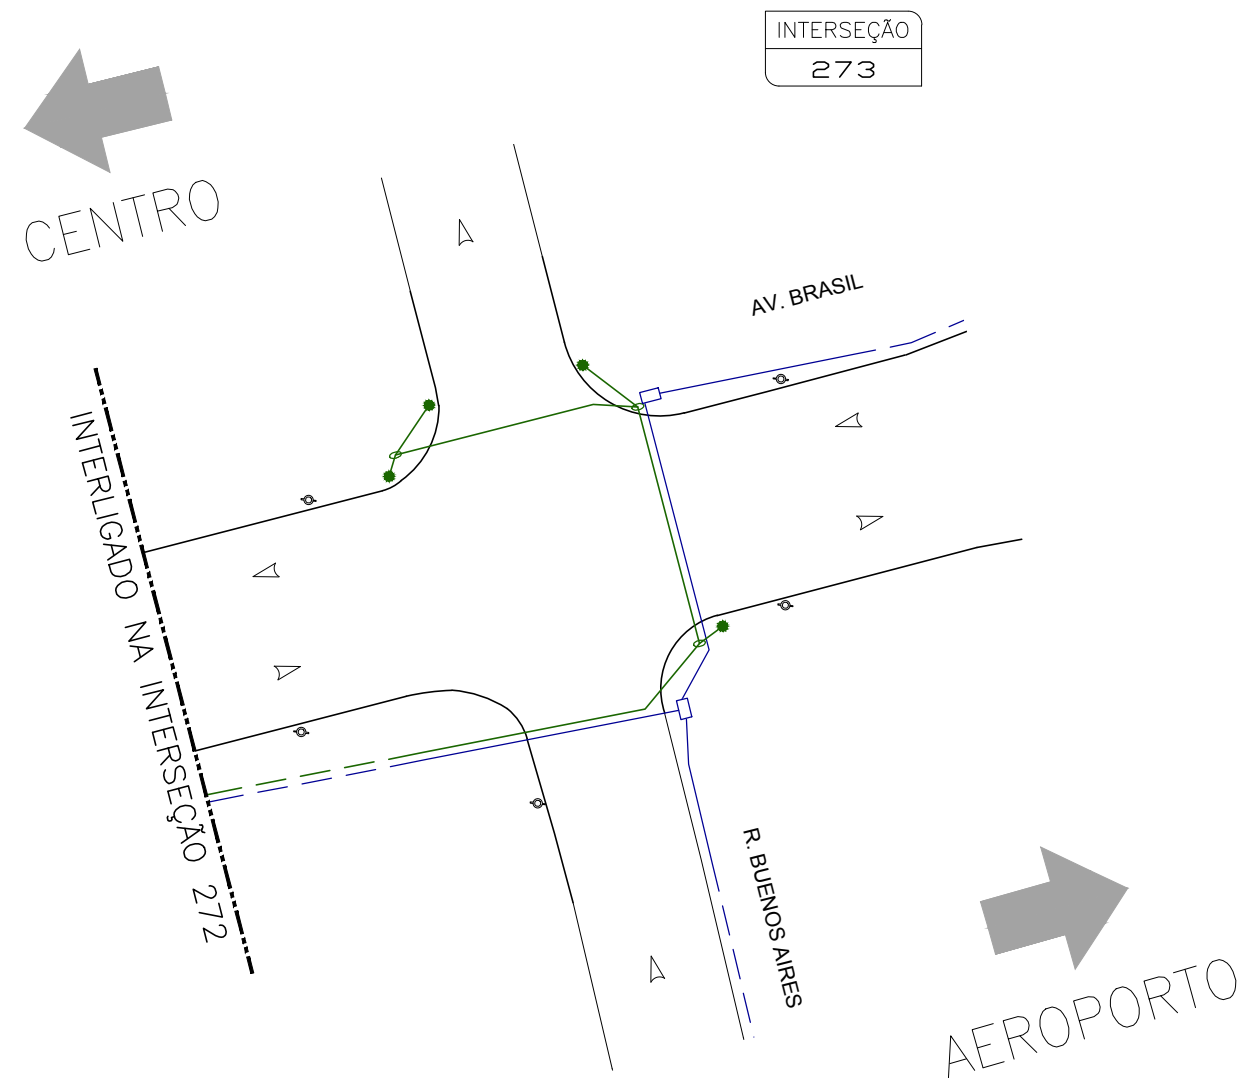 INTERSEÇÃO
273
CENTRO
AV. BRASIL
INTERLIGADO NA INTERSEÇÃO 272
R. BUENOS AIRES
AEROPORTO